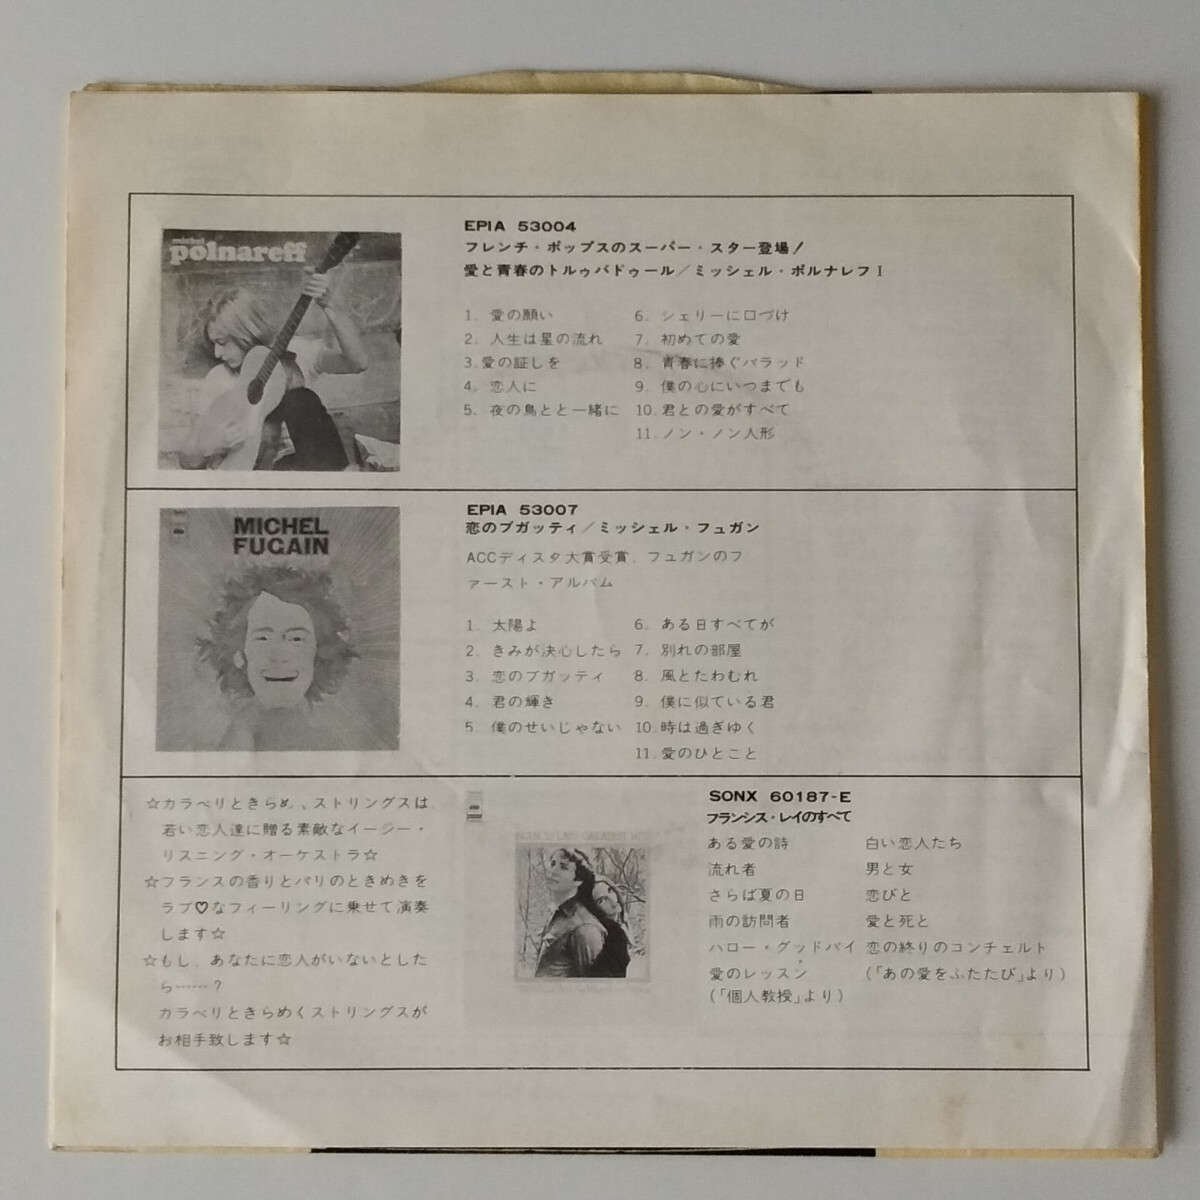 michel
polnareff
EPIA 53004
フレンチ・ポップスのスーパー・スター登場!
愛と青春のトルゥバドゥール/ミッシェル・ポルナレフ I
1. 愛の願い
2. 人生は星の流れ
3. 愛の証しを
4. 恋人に
5. 夜の鳥とと一緒に
6. シェリーに口づけ
7. 初めての愛
8. 青春に捧ぐバラッド
9. 僕の心にいつまでも
10. 君との愛がすべて
11. ノン・ノン人形
MICHEL
FUGAIN
EPIA 53007
恋のブガッティ/ミッシェル・フュガン
ACCディスタ大賞受賞、フュガンのフ
ァースト・アルバム
1. 太陽よ
2. きみが決心したら
3. 恋のブガッティ
4. 君の輝き
5. 僕のせいじゃない
6. ある日すべてが
7. 別れの部屋
8. 風とたわむれ
9. 僕に似ている君
10. 時は過ぎゆく
11. 愛のひとこと
☆カラベリときらめ、ストリングスは
若い恋人達に贈る素敵なイージー・
リスニング・オーケストラ☆
☆フランスの香りとパリのときめきを
ラブ♡なフィーリングに乗せて演奏
します☆
☆もし、あなたに恋人がいないとした
ら……?
カラベリときらめくストリングスが
お相手致します☆
SONX 60187-E
フランシス・レイのすべて
ある愛の詩
流れ者
さらば夏の日
雨の訪問者
ハロー・グッドバイ
愛のレッスン
(「個人教授」より)
白い恋人たち
男と女
恋びと
愛と死と
恋の終りのコンチェルト
(「あの愛をふたたび」より)